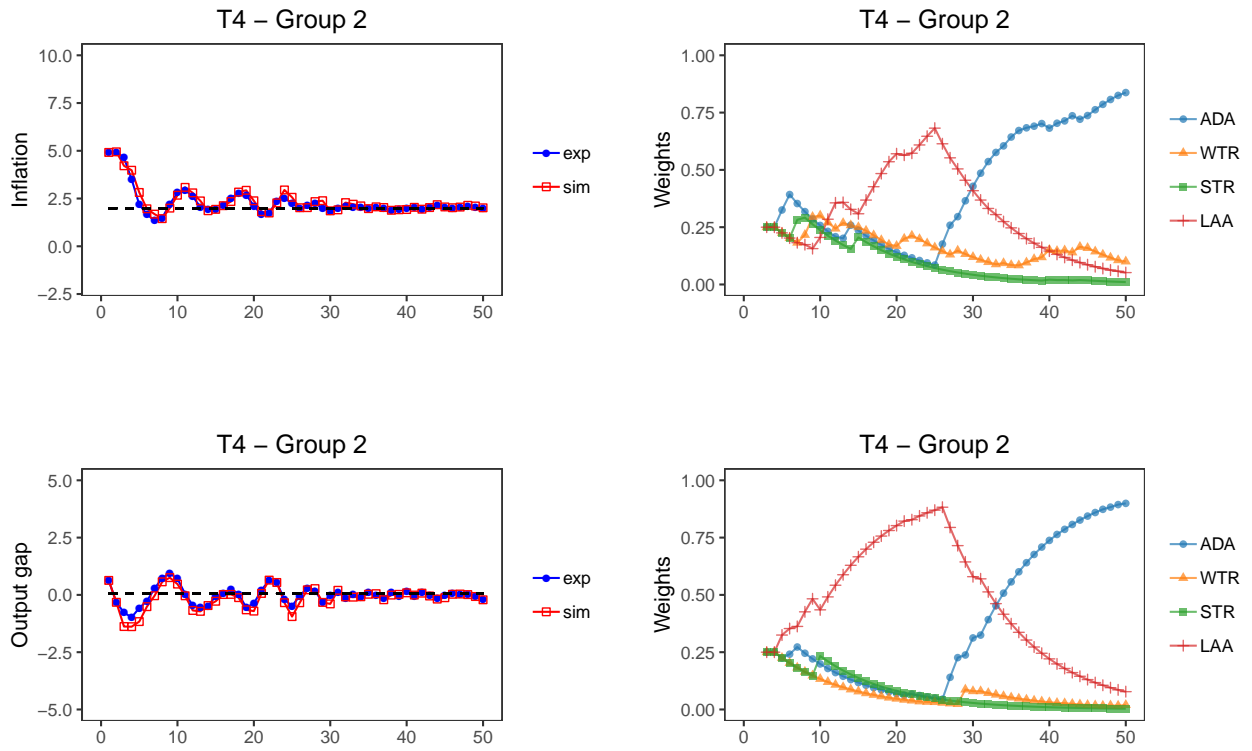 T4 – Group 2
Inflation
10.0
7.5
5.0
2.5
0.0
−2.5
0 10 20 30 40 50
exp
sim
T4 – Group 2
Weights
1.00
0.75
0.50
0.25
0.00
0 10 20 30 40 50
ADA
WTR
STR
LAA
T4 – Group 2
Output gap
5.0
2.5
0.0
−2.5
−5.0
0 10 20 30 40 50
exp
sim
T4 – Group 2
Weights
1.00
0.75
0.50
0.25
0.00
0 10 20 30 40 50
ADA
WTR
STR
LAA